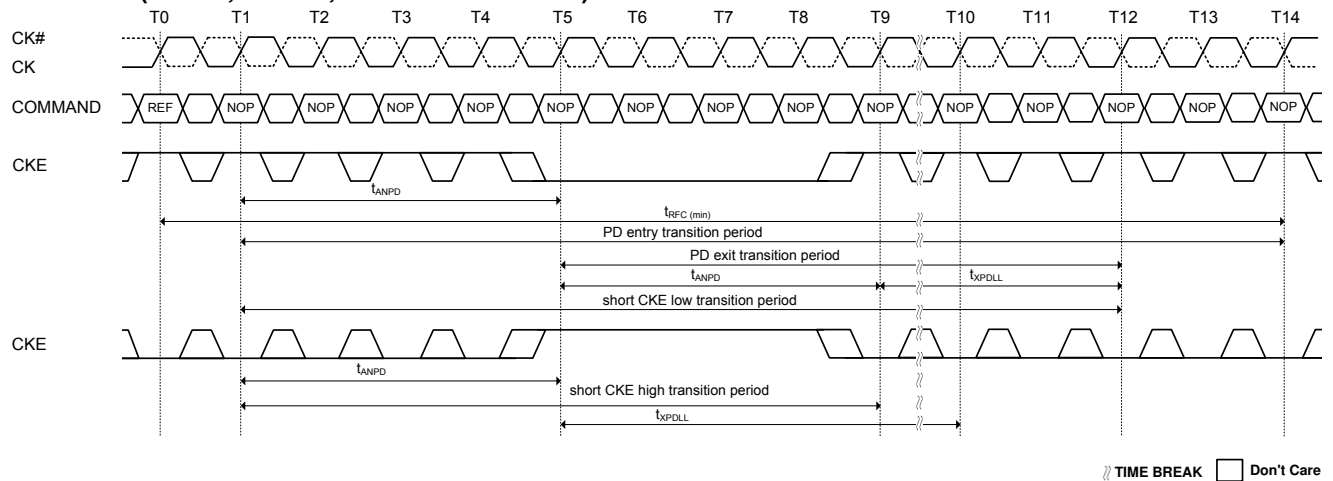 T0 T1 T2 T3 T4 T5 T6 T7 T8 T9 T10 T11 T12 T13 T14
CK#
CK
COMMAND REF NOP NOP NOP NOP NOP NOP NOP NOP NOP NOP NOP NOP NOP NOP
CKE
tANPD
tRFC (min)
PD entry transition period
PD exit transition period
tANPD tXPDLL
short CKE low transition period
CKE
tANPD
short CKE high transition period
tXPDLL
TIME BREAK Don't Care